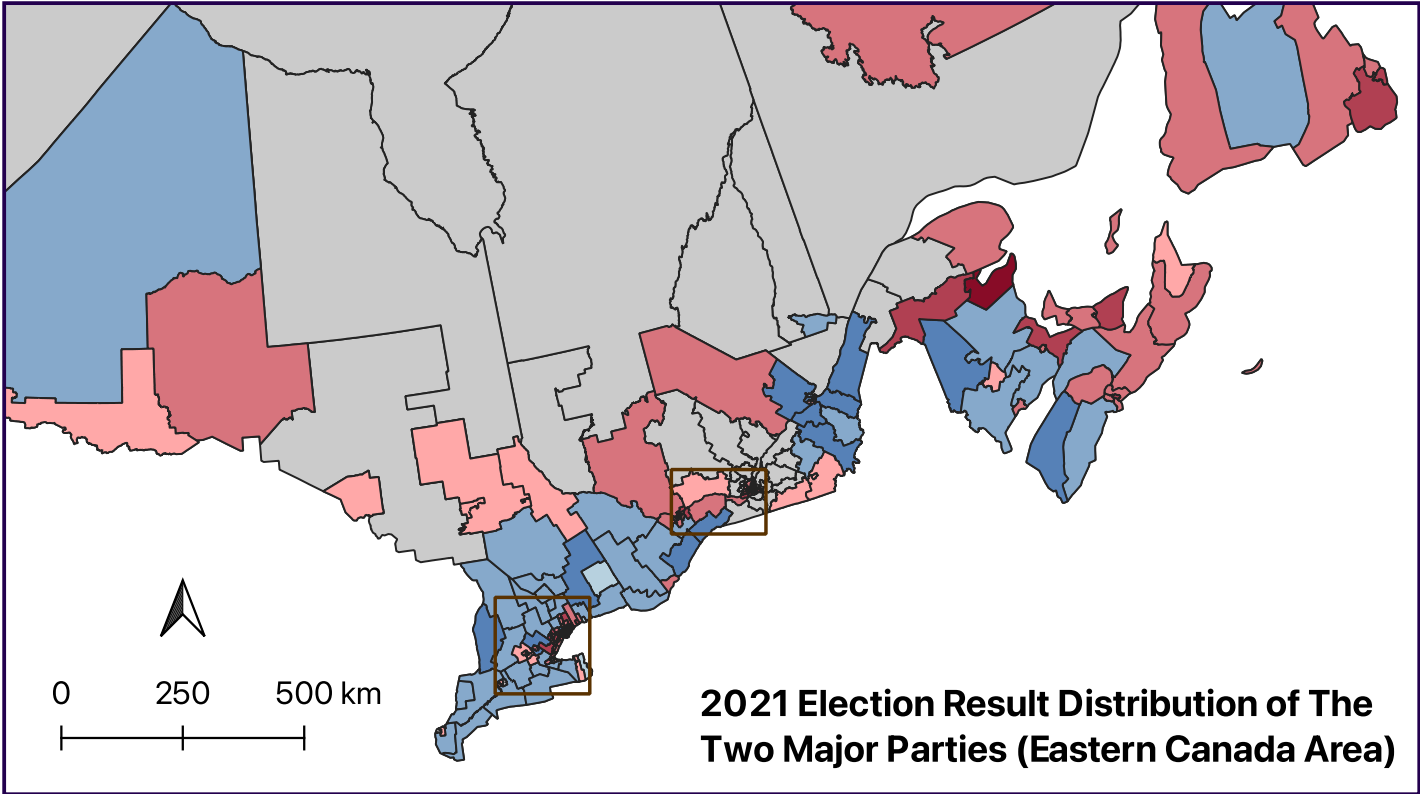 0 250 500 km
2021 Election Result Distribution of The
Two Major Parties (Eastern Canada Area)